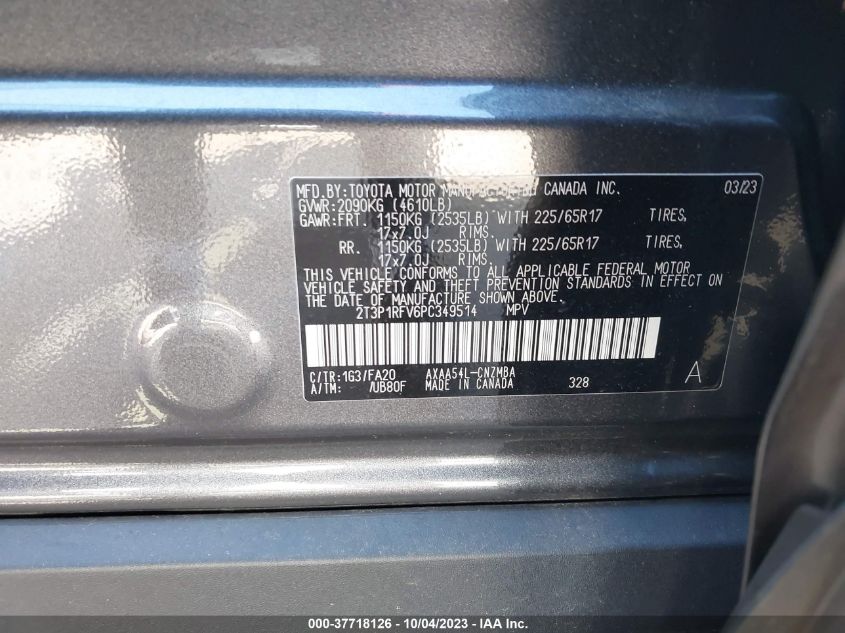 MFD.BY:TOYOTA MOTOR MANUFACTURING CANADA INC. 03/23
GVWR:2090KG (4610LB)
GAWR:FRT. 1150KG (2535LB) WITH 225/65R17 TIRES,
17x7.0J RIMS.
RR. 1150KG (2535LB) WITH 225/65R17 TIRES,
17x7.0J RIMS.
THIS VEHICLE CONFORMS TO ALL APPLICABLE FEDERAL MOTOR
VEHICLE SAFETY AND THEFT PREVENTION STANDARDS IN EFFECT ON
THE DATE OF MANUFACTURE SHOWN ABOVE.
2T3P1RFV6PC349514 MPV
C/TR:1G3/FA20 AXAA54L-CNZMBA
A/TM: /UB80F MADE IN CANADA 328 A
000-37718126 - 10/04/2023 - IAA Inc.